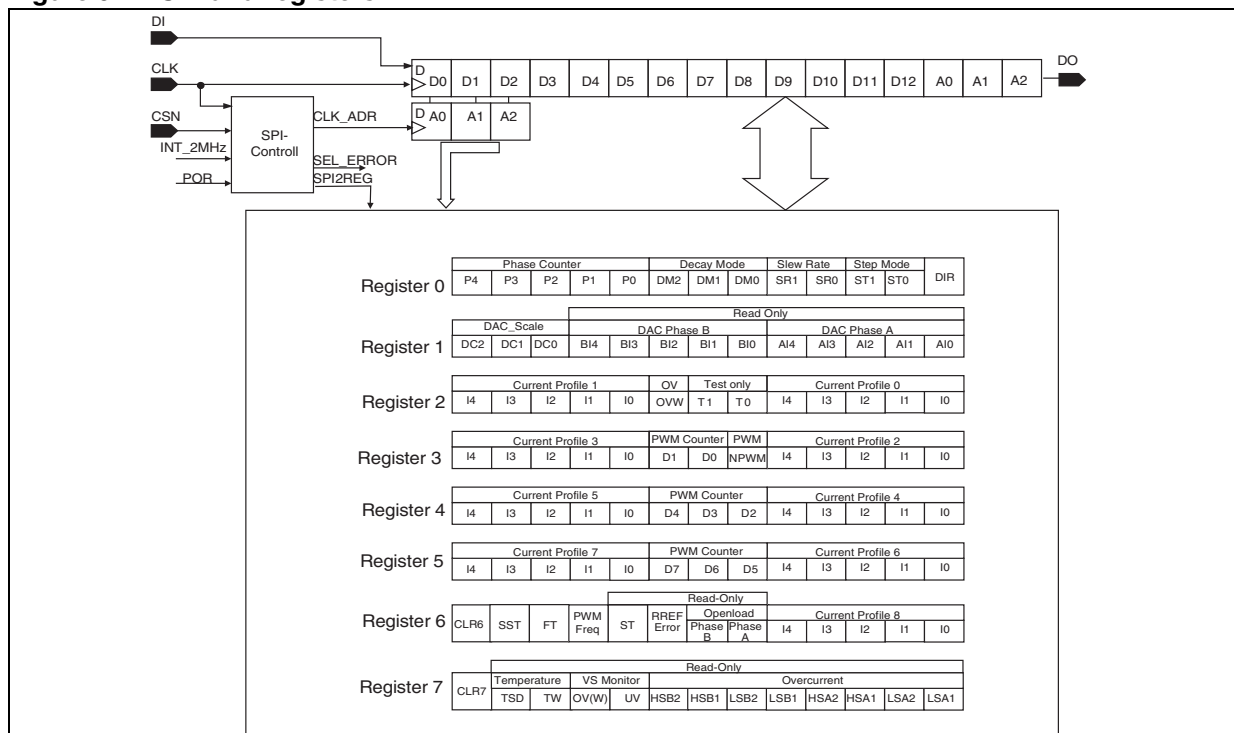 DI
CLK
CSN
INT_2MHz
POR
SPI-
Controll
CLK_ADR
SEL_ERROR
SPI2REG
D
D0 D1 D2 D3 D4 D5 D6 D7 D8 D9 D10 D11 D12 A0 A1 A2
DO
D
A0 A1 A2
Phase Counter Decay Mode Slew Rate Step Mode
Register 0 P4 P3 P2 P1 P0 DM2 DM1 DM0 SR1 SR0 ST1 ST0 DIR
Read Only
DAC_Scale DAC Phase B DAC Phase A
Register 1 DC2 DC1 DC0 BI4 BI3 BI2 BI1 BI0 AI4 AI3 AI2 AI1 AI0
Current Profile 1 OV Test only Current Profile 0
Register 2 I4 I3 I2 I1 I0 OVW T1 T0 I4 I3 I2 I1 I0
Current Profile 3 PWM Counter PWM Current Profile 2
Register 3 I4 I3 I2 I1 I0 D1 D0 NPWM I4 I3 I2 I1 I0
Current Profile 5 PWM Counter Current Profile 4
Register 4 I4 I3 I2 I1 I0 D4 D3 D2 I4 I3 I2 I1 I0
Current Profile 7 PWM Counter Current Profile 6
Register 5 I4 I3 I2 I1 I0 D7 D6 D5 I4 I3 I2 I1 I0
Read-Only
Register 6 CLR6 SST FT PWM Freq ST RREF Error Openload Phase B Phase A Current Profile 8 I4 I3 I2 I1 I0
Read-Only
Temperature VS Monitor Overcurrent
Register 7 CLR7 TSD TW OV(W) UV HSB2 HSB1 LSB2 LSB1 HSA2 HSA1 LSA2 LSA1